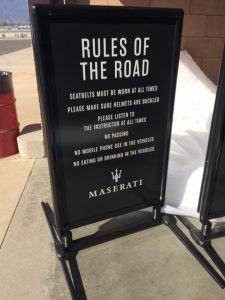 RULES OF
THE ROAD
SEATBELTS MUST BE WORN AT ALL TIMES
PLEASE MAKE SURE HELMETS ARE BUCKLED
PLEASE LISTEN TO
THE INSTRUCTOR AT ALL TIMES
NO PASSING
NO MOBILE PHONE USE IN THE VEHICLES
NO EATING OR DRINKING IN THE VEHICLES
MASERATI